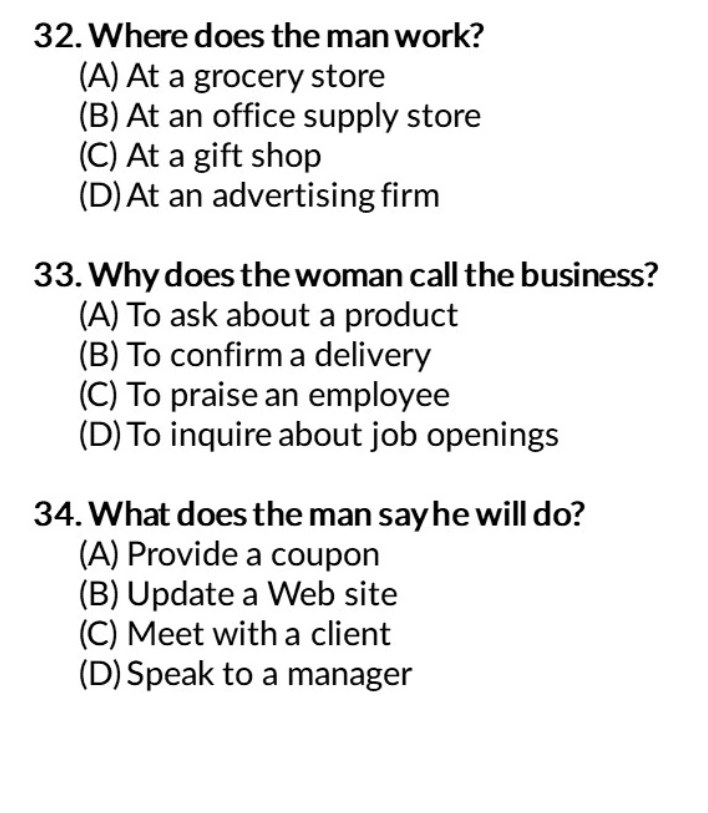 32. Where does the man work?
(A) At a grocery store
(B) At an office supply store
(C) At a gift shop
(D) At an advertising firm
33. Why does the woman call the business?
(A) To ask about a product
(B) To confirm a delivery
(C) To praise an employee
(D) To inquire about job openings
34. What does the man say he will do?
(A) Provide a coupon
(B) Update a Web site
(C) Meet with a client
(D) Speak to a manager